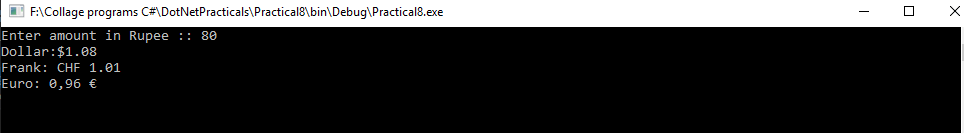 F:\Collage programs C#\DotNetPracticals\Practical8\bin\Debug\Practical8.exe
Enter amount in Rupee :: 80
Dollar:$1.08
Frank: CHF 1.01
Euro: 0,96 €